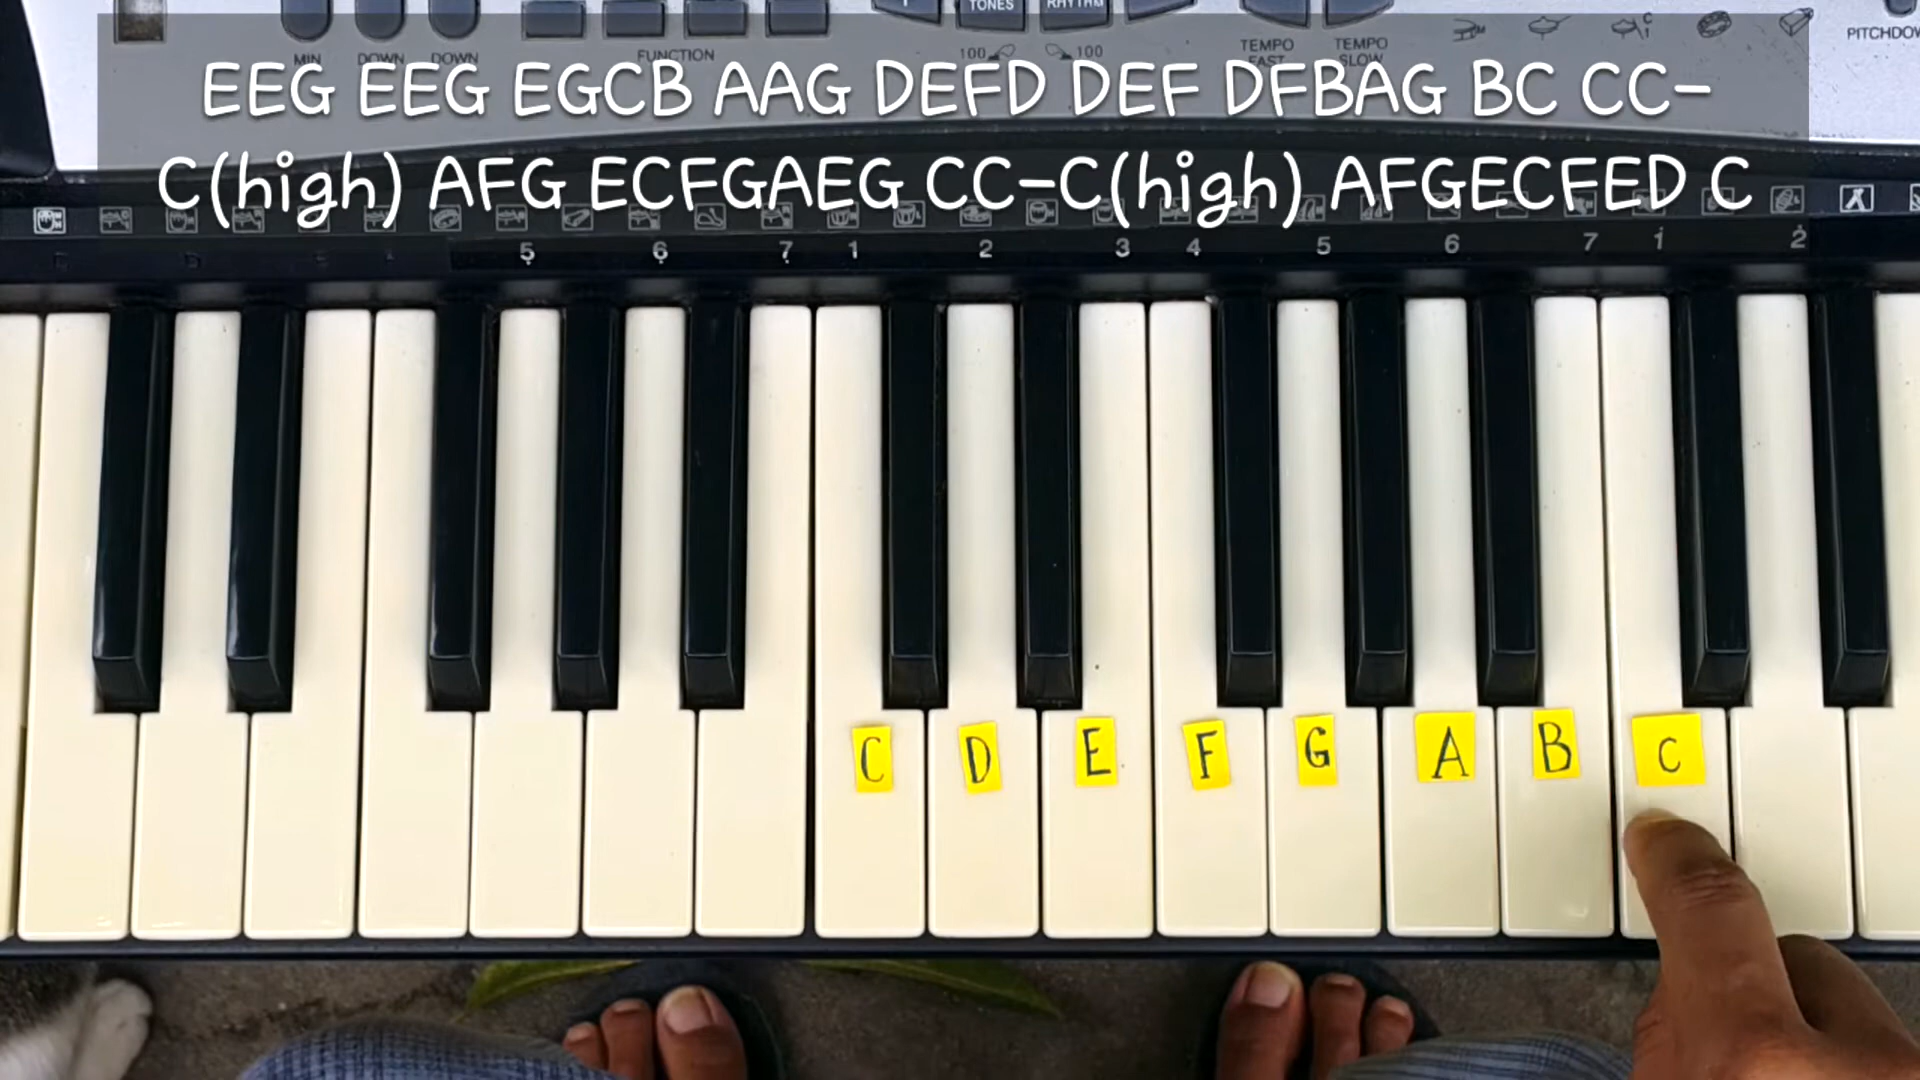 TONES RHYTHM
MIN DOWN DOWN FUNCTION 100 100 TEMPO FAST TEMPO SLOW PITCHDOW
EEG EEG EGCB AAG DEFD DEF DFBAG BC CC-
C(high) AFG ECFGAEG CC-C(high) AFGECFED C
5 6 7 1 2 3 4 5 6 7 1 2
C D E F G A B C